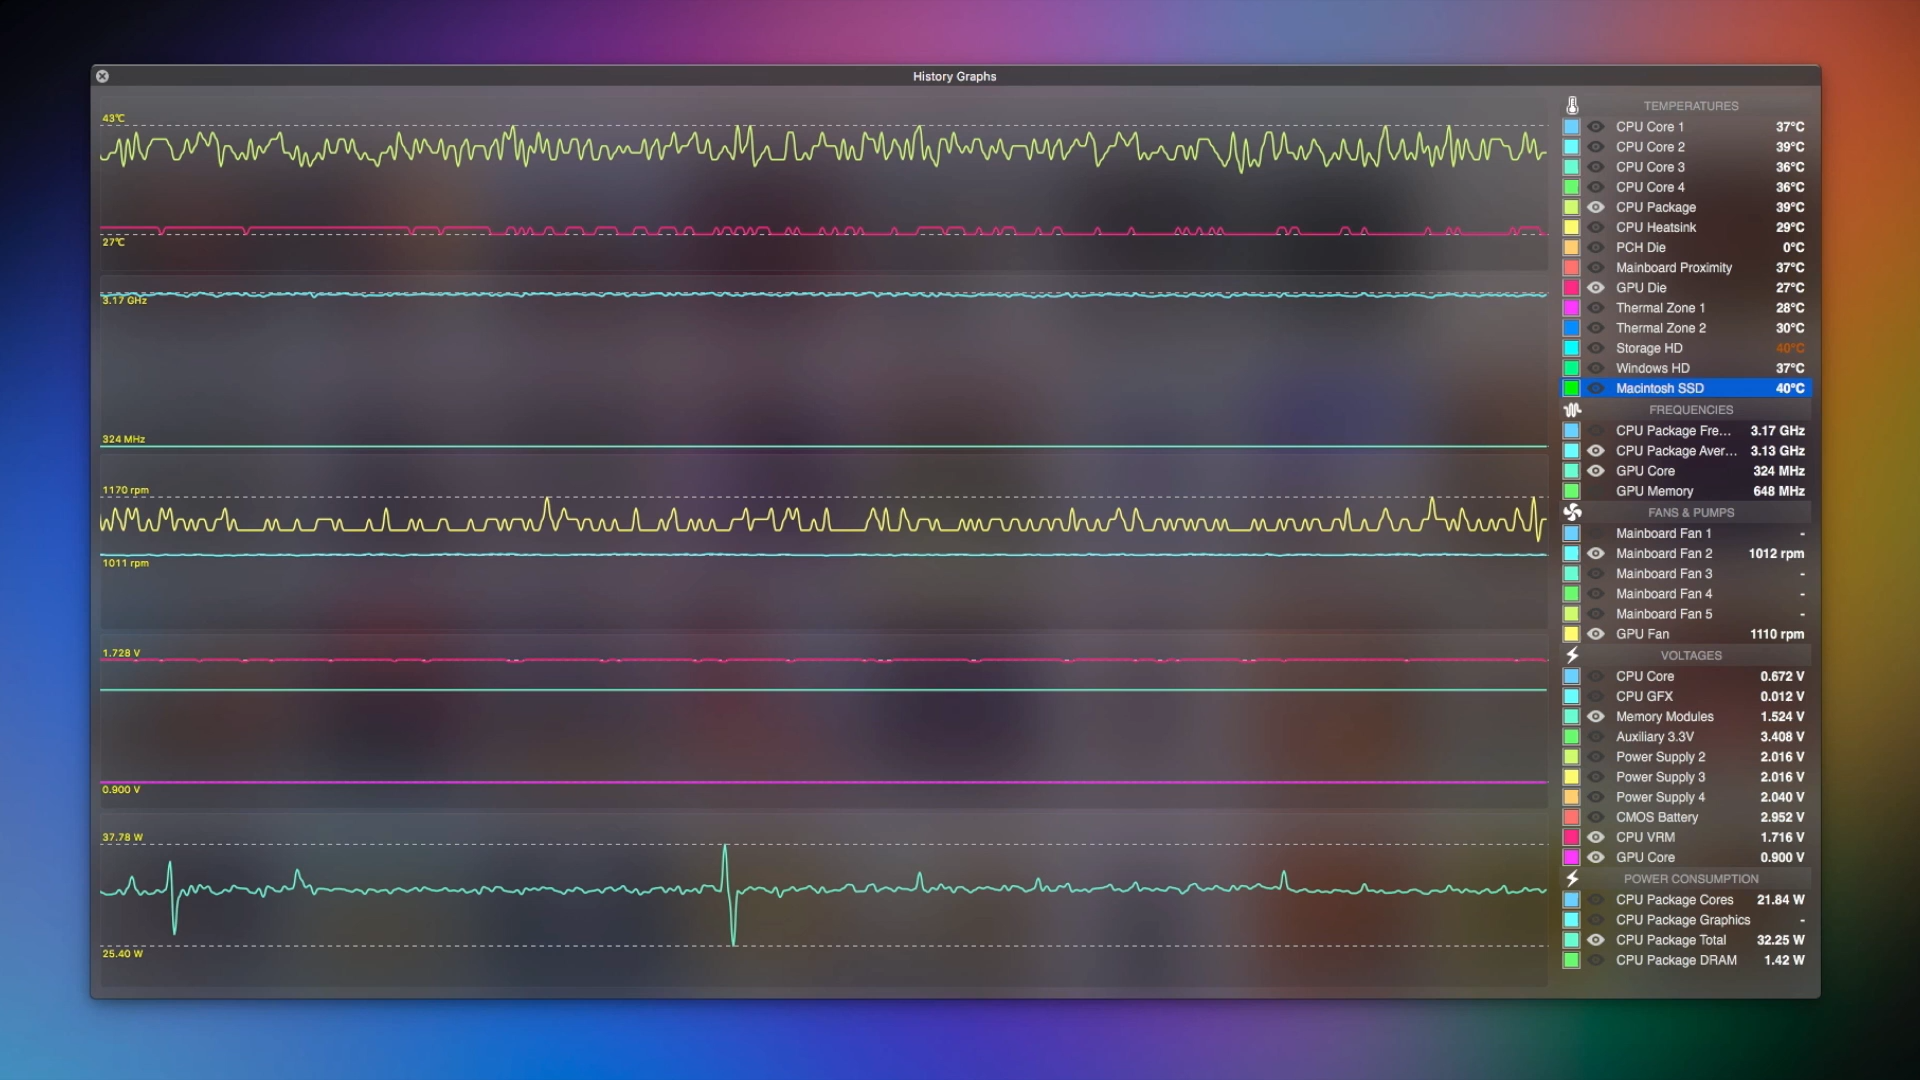 History Graphs
43°C
27°C
3.17 GHz
324 MHz
1170 rpm
1011 rpm
1.728 V
0.900 V
37.78 W
25.40 W
TEMPERATURES
CPU Core 1 37°C
CPU Core 2 39°C
CPU Core 3 36°C
CPU Core 4 36°C
CPU Package 39°C
CPU Heatsink 29°C
PCH Die 0°C
Mainboard Proximity 37°C
GPU Die 27°C
Thermal Zone 1 28°C
Thermal Zone 2 30°C
Storage HD 40°C
Windows HD 37°C
Macintosh SSD 40°C
FREQUENCIES
CPU Package Fre... 3.17 GHz
CPU Package Aver... 3.13 GHz
GPU Core 324 MHz
GPU Memory 648 MHz
FANS & PUMPS
Mainboard Fan 1 -
Mainboard Fan 2 1012 rpm
Mainboard Fan 3 -
Mainboard Fan 4 -
Mainboard Fan 5 -
GPU Fan 1110 rpm
VOLTAGES
CPU Core 0.672 V
CPU GFX 0.012 V
Memory Modules 1.524 V
Auxiliary 3.3V 3.408 V
Power Supply 2 2.016 V
Power Supply 3 2.016 V
Power Supply 4 2.040 V
CMOS Battery 2.952 V
CPU VRM 1.716 V
GPU Core 0.900 V
POWER CONSUMPTION
CPU Package Cores 21.84 W
CPU Package Graphics -
CPU Package Total 32.25 W
CPU Package DRAM 1.42 W